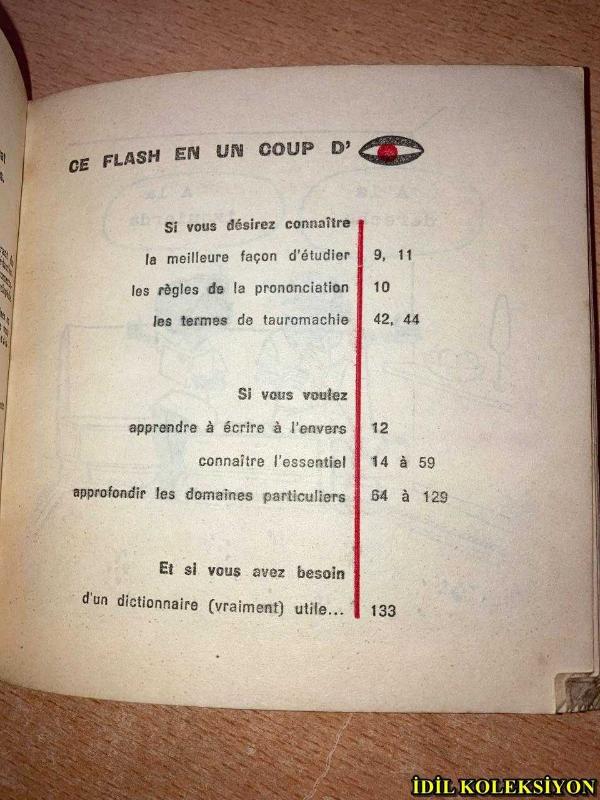 CE FLASH EN UN COUP D'
Si vous désirez connaître
la meilleure façon d'étudier 9, 11
les règles de la prononciation 10
les termes de tauromachie 42, 44
Si vous voulez
apprendre à écrire à l'envers 12
connaître l'essentiel 14 à 59
approfondir les domaines particuliers 64 à 129
Et si vous avez besoin
d'un dictionnaire (vraiment) utile... 133
İDİL KOLEKSİYON